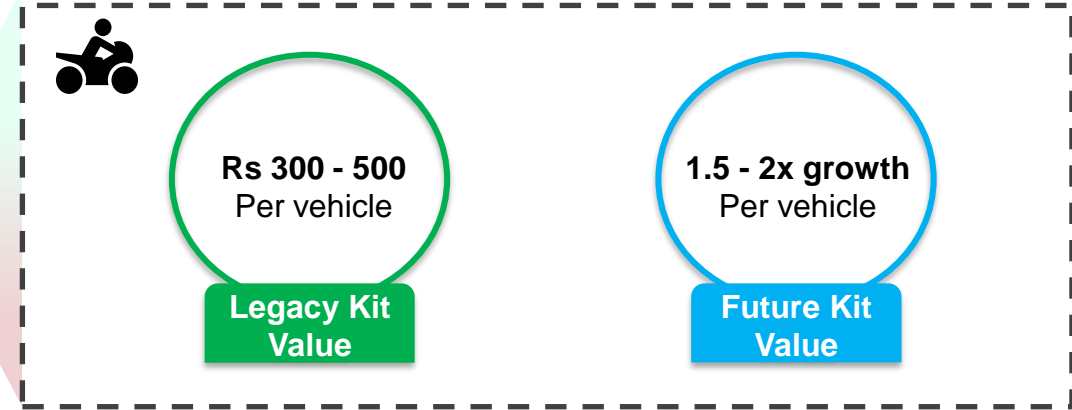 Rs 300 - 500
Per vehicle
Legacy Kit
Value
1.5 - 2x growth
Per vehicle
Future Kit
Value